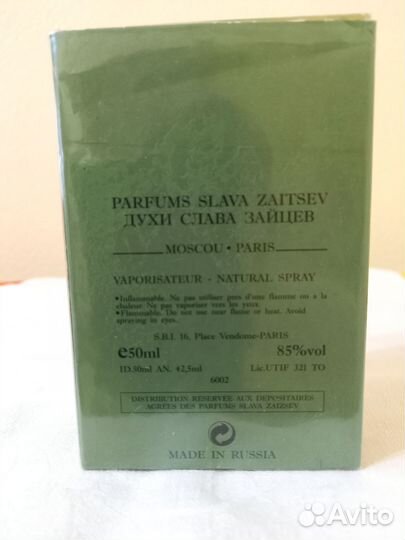 PARFUMS SLAVA ZAITSEV
ДУХИ СЛАВА ЗАЙЦЕВ
MOSCOU • PARIS
VAPORISATEUR - NATURAL SPRAY
•Inflammable. Ne pas utiliser pres d'une flamme ou a la
chaleur. Ne pas vaporiser vers les yeux.
•Flammable. Do not use near flame or heat. Avoid
spraying in eyes.
S.B.I. 16, Place Vendome-PARIS
e50ml 85%vol
ID.50ml AN. 42,5ml Lic.UTIF 321 TO
6002
DISTRIBUTION RESERVEE AUX DEPOSITAIRES
AGREES DES PARFUMS SLAVA ZAIZSEV
MADE IN RUSSIA
Avito